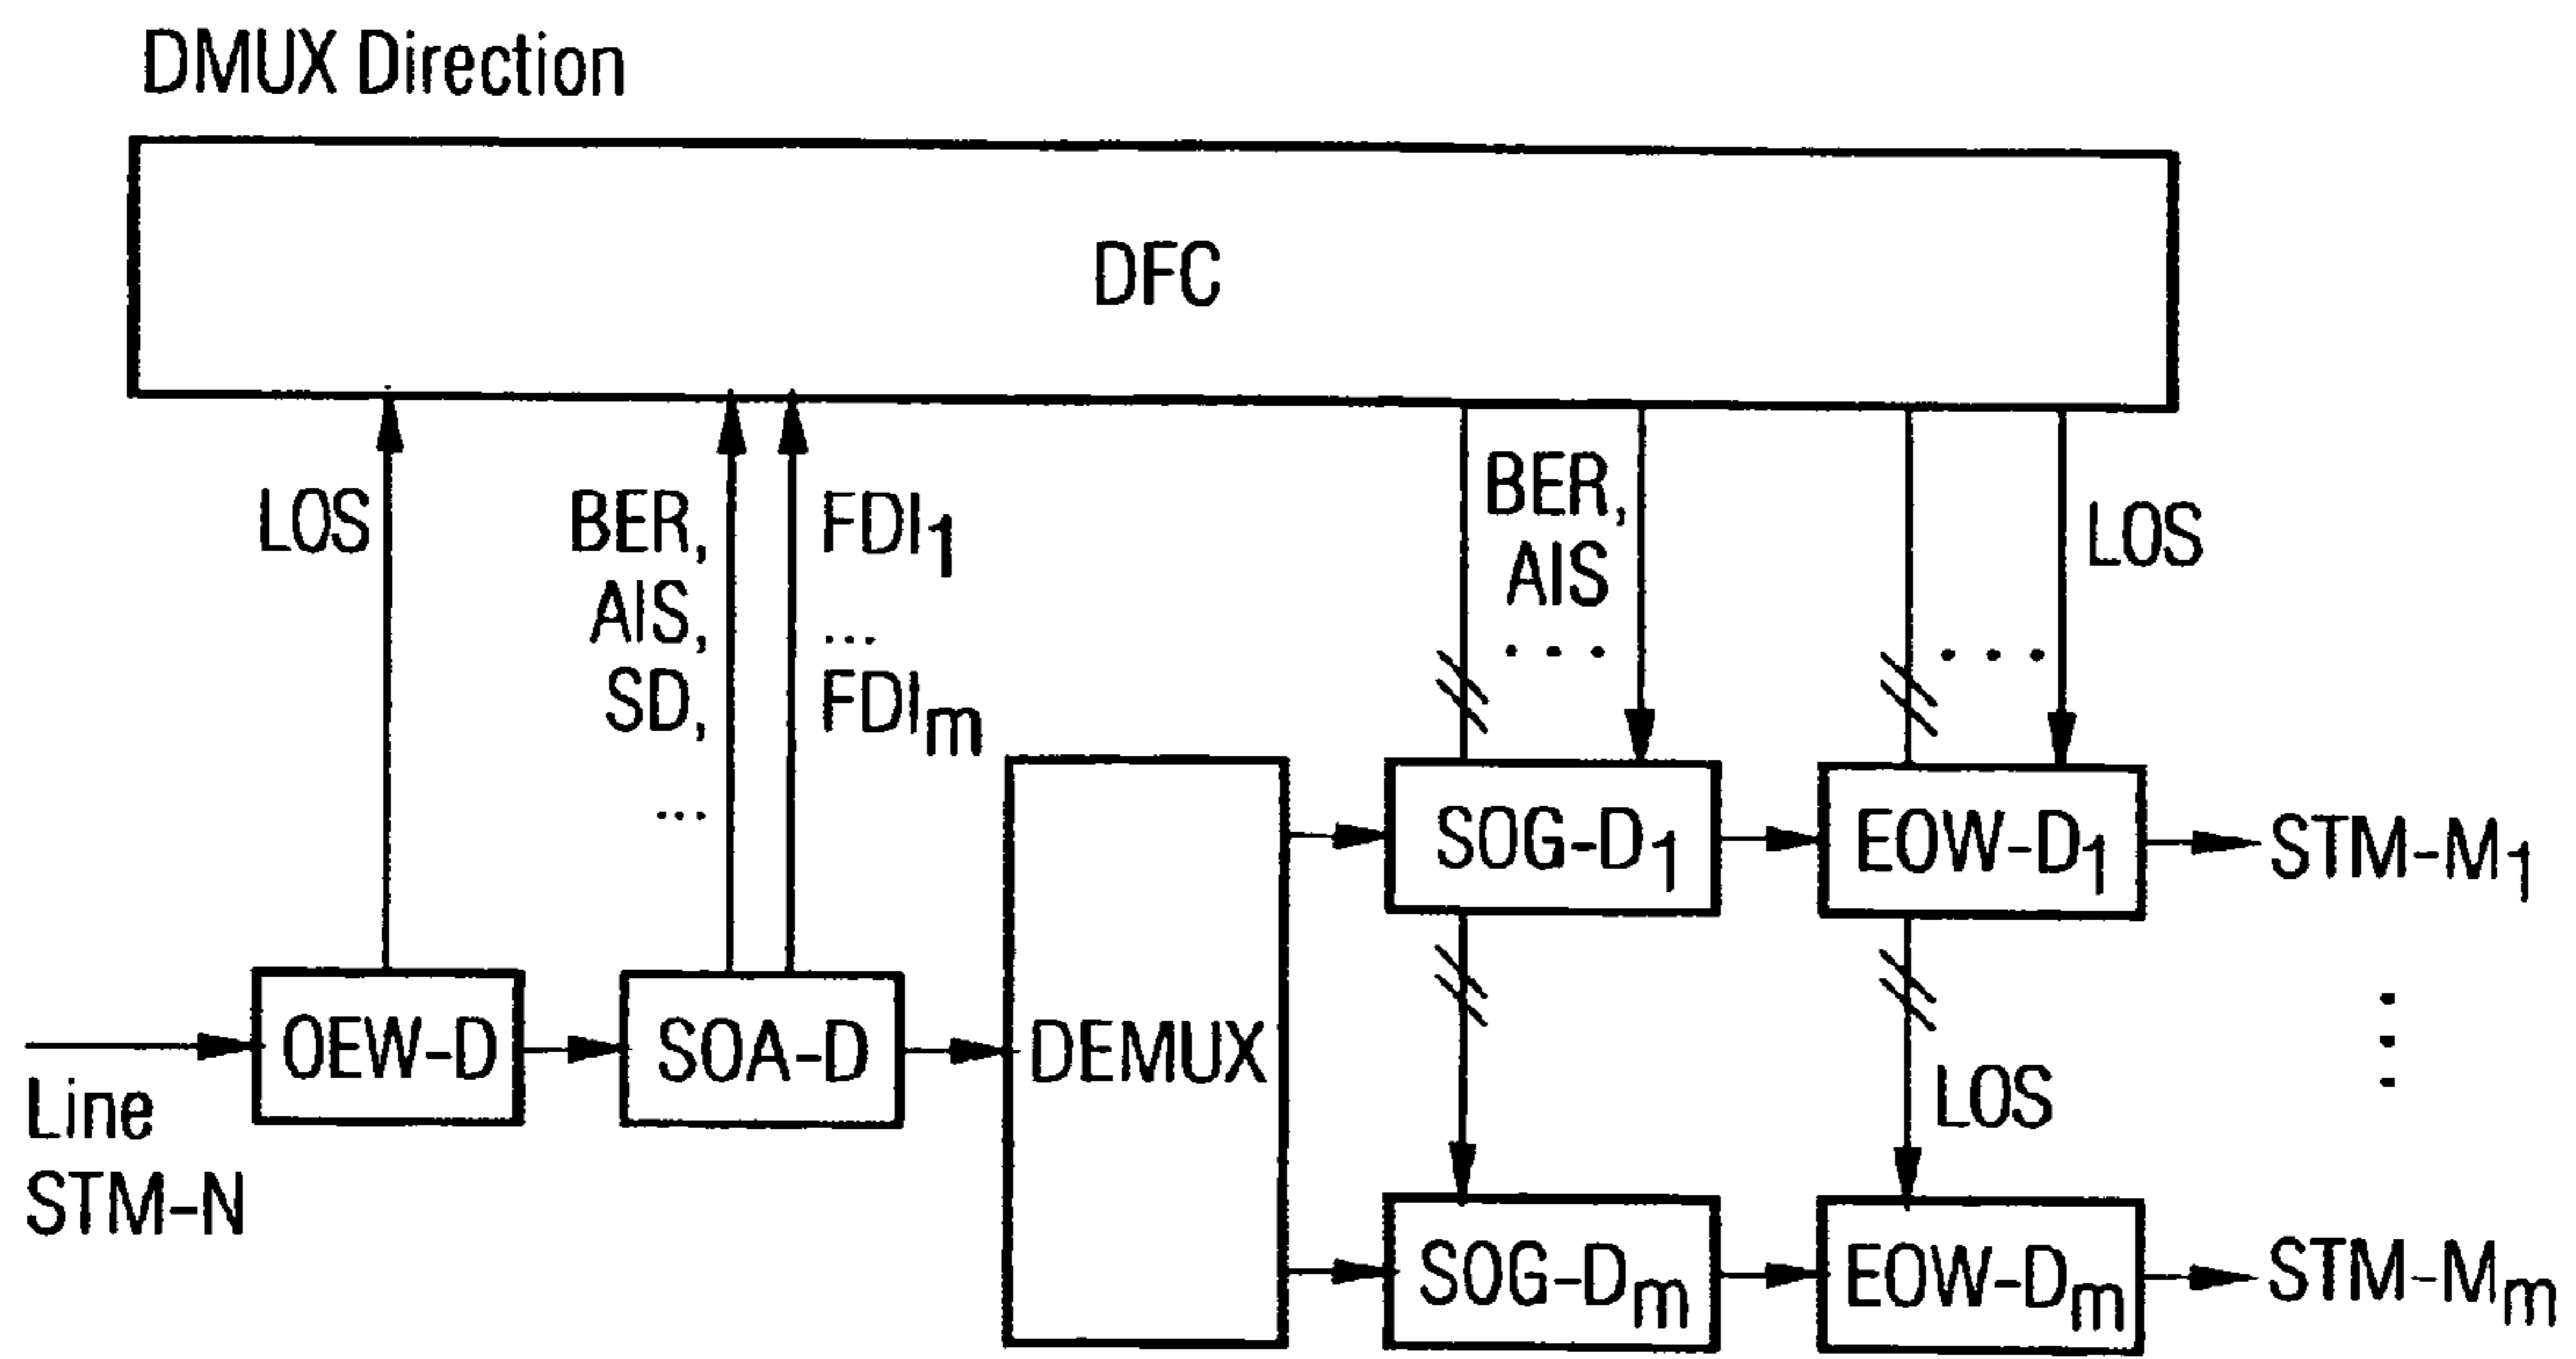 DMUX Direction
DFC
LOS
BER,
AIS,
SD,
...
FDI1
...
FDIm
BER,
AIS
...
...
LOS
Line
STM-N
OEW-D
SOA-D
DEMUX
SOG-D1
EOW-D1
STM-M1
LOS
SOG-Dm
EOW-Dm
STM-Mm